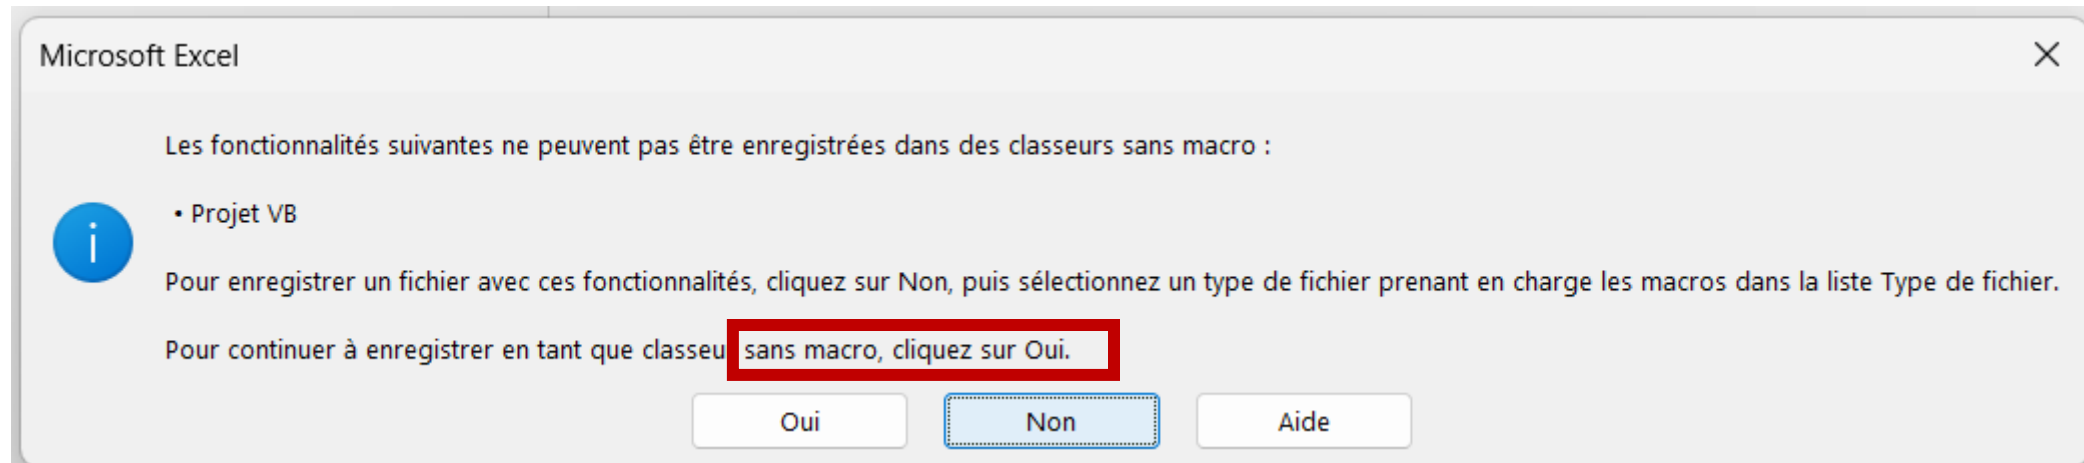 Microsoft Excel
Les fonctionnalités suivantes ne peuvent pas être enregistrées dans des classeurs sans macro :
• Projet VB
Pour enregistrer un fichier avec ces fonctionnalités, cliquez sur Non, puis sélectionnez un type de fichier prenant en charge les macros dans la liste Type de fichier.
Pour continuer à enregistrer en tant que classeu sans macro, cliquez sur Oui.
Oui Non Aide